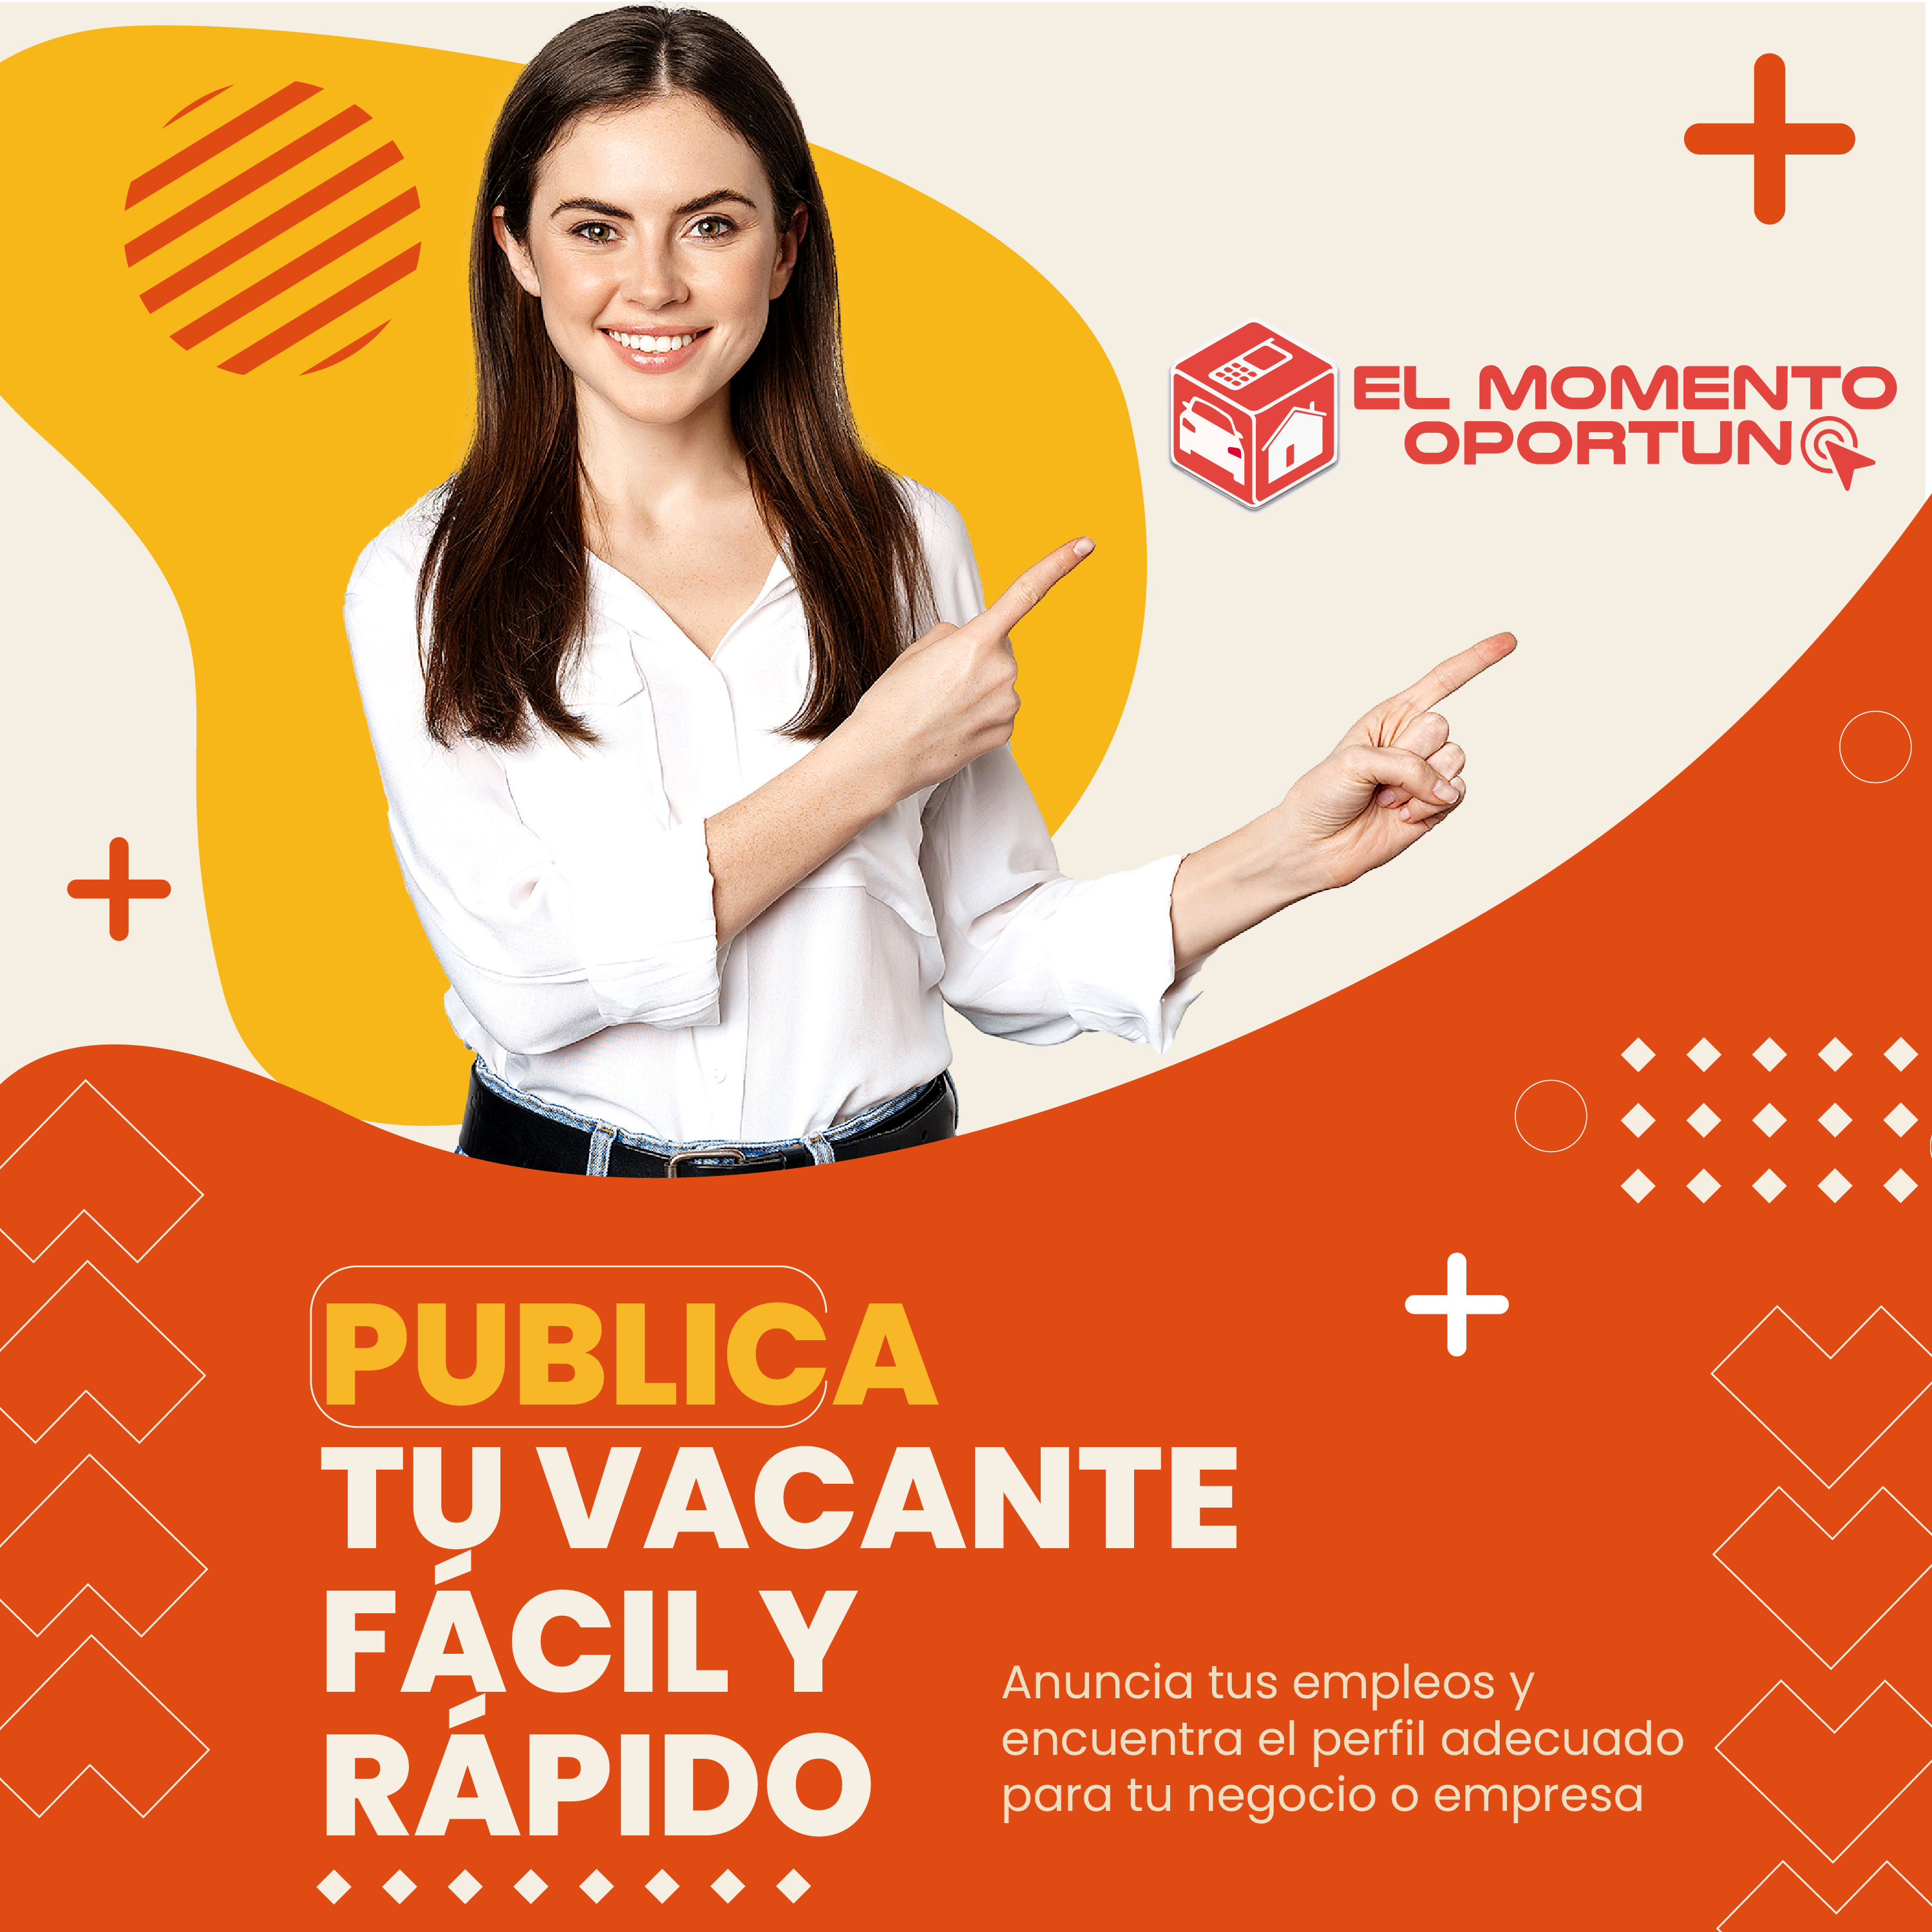 EL MOMENTO
OPORTUNO
PUBLICA
TU VACANTE
FÁCIL Y
RÁPIDO
Anuncia tus empleos y
encuentra el perfil adecuado
para tu negocio o empresa